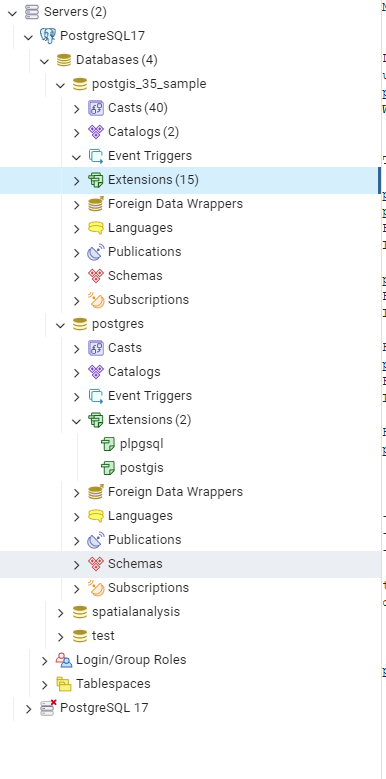 Servers (2)
PostgreSQL17
Databases (4)
postgis_35_sample
Casts (40)
Catalogs (2)
Event Triggers
Extensions (15)
Foreign Data Wrappers
Languages
Publications
Schemas
Subscriptions
postgres
Casts
Catalogs
Event Triggers
Extensions (2)
plpgsql
postgis
Foreign Data Wrappers
Languages
Publications
Schemas
Subscriptions
spatialanalysis
test
Login/Group Roles
Tablespaces
PostgreSQL 17